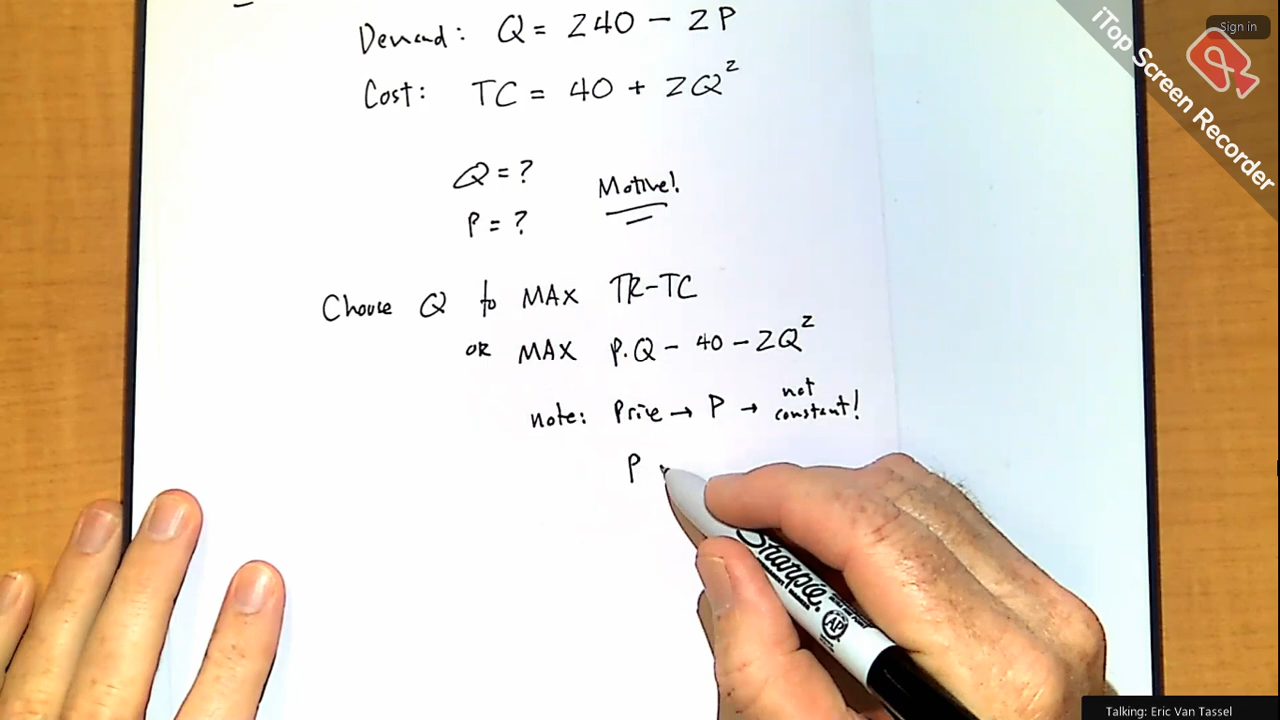 Demand: Q = 240 - 2P
Cost: TC = 40 + 2Q²
Q = ?
P = ?
Motive!
Choose Q to MAX TR-TC
OR MAX P.Q - 40 - 2Q²
note: Price → P → not constant!
P
Sharpie.
AP
iTop Screen Recorder
Sign in
Talking: Eric Van Tassel